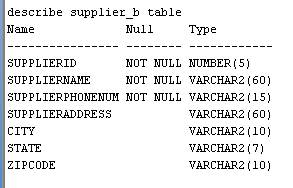 describe supplier_b table
Name Null Type
---------------- -------- ------------
SUPPLIERID NOT NULL NUMBER(5)
SUPPLIERNAME NOT NULL VARCHAR2(60)
SUPPLIERPHONENUM NOT NULL VARCHAR2(15)
SUPPLIERADDRESS VARCHAR2(60)
CITY VARCHAR2(10)
STATE VARCHAR2(7)
ZIPCODE VARCHAR2(10)